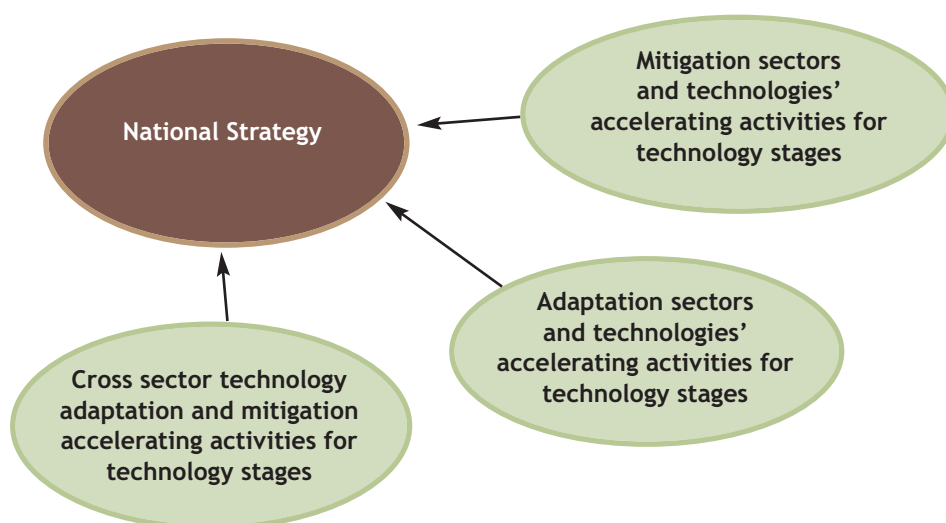 National Strategy
Mitigation sectors
and technologies’
accelerating activities for
technology stages
Adaptation sectors
and technologies’
accelerating activities for
technology stages
Cross sector technology
adaptation and mitigation
accelerating activities for
technology stages